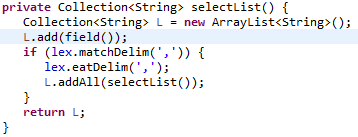 private Collection<String> selectList() {
Collection<String> L = new ArrayList<String>();
L.add(field());
if (lex.matchDelim(',')) {
lex.eatDelim(',');
L.addAll(selectList());
}
return L;
}